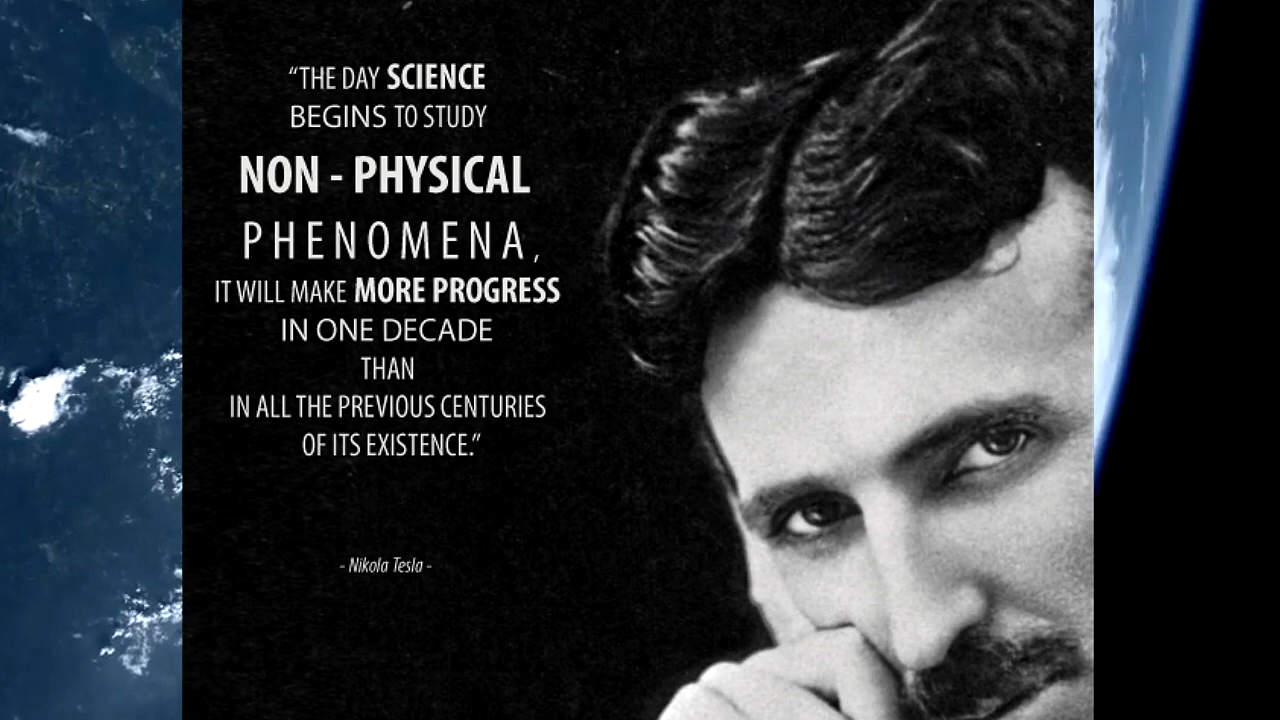 “THE DAY SCIENCE
BEGINS TO STUDY
NON - PHYSICAL
PHENOMENA,
IT WILL MAKE MORE PROGRESS
IN ONE DECADE
THAN
IN ALL THE PREVIOUS CENTURIES
OF ITS EXISTENCE.”
- Nikola Tesla -